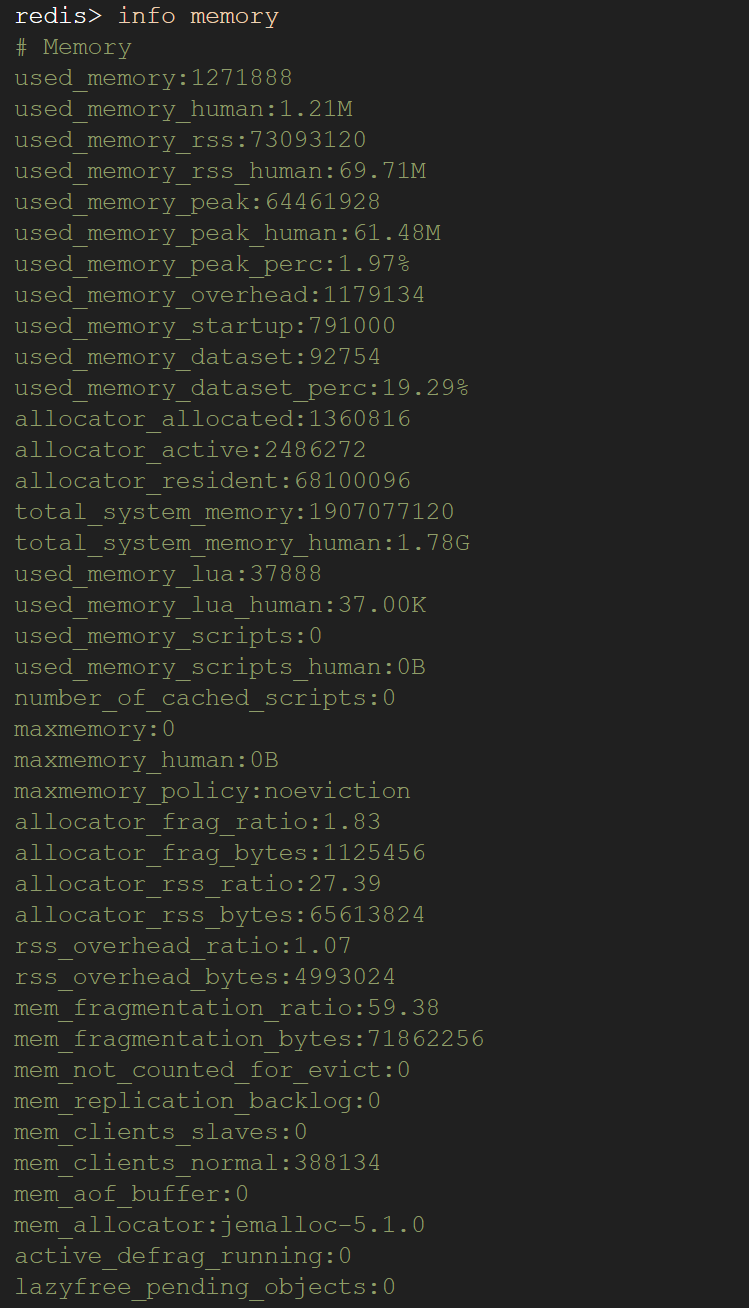 redis> info memory
# Memory
used_memory:1271888
used_memory_human:1.21M
used_memory_rss:73093120
used_memory_rss_human:69.71M
used_memory_peak:64461928
used_memory_peak_human:61.48M
used_memory_peak_perc:1.97%
used_memory_overhead:1179134
used_memory_startup:791000
used_memory_dataset:92754
used_memory_dataset_perc:19.29%
allocator_allocated:1360816
allocator_active:2486272
allocator_resident:68100096
total_system_memory:1907077120
total_system_memory_human:1.78G
used_memory_lua:37888
used_memory_lua_human:37.00K
used_memory_scripts:0
used_memory_scripts_human:0B
number_of_cached_scripts:0
maxmemory:0
maxmemory_human:0B
maxmemory_policy:noeviction
allocator_frag_ratio:1.83
allocator_frag_bytes:1125456
allocator_rss_ratio:27.39
allocator_rss_bytes:65613824
rss_overhead_ratio:1.07
rss_overhead_bytes:4993024
mem_fragmentation_ratio:59.38
mem_fragmentation_bytes:71862256
mem_not_counted_for_evict:0
mem_replication_backlog:0
mem_clients_slaves:0
mem_clients_normal:388134
mem_aof_buffer:0
mem_allocator:jemalloc-5.1.0
active_defrag_running:0
lazyfree_pending_objects:0